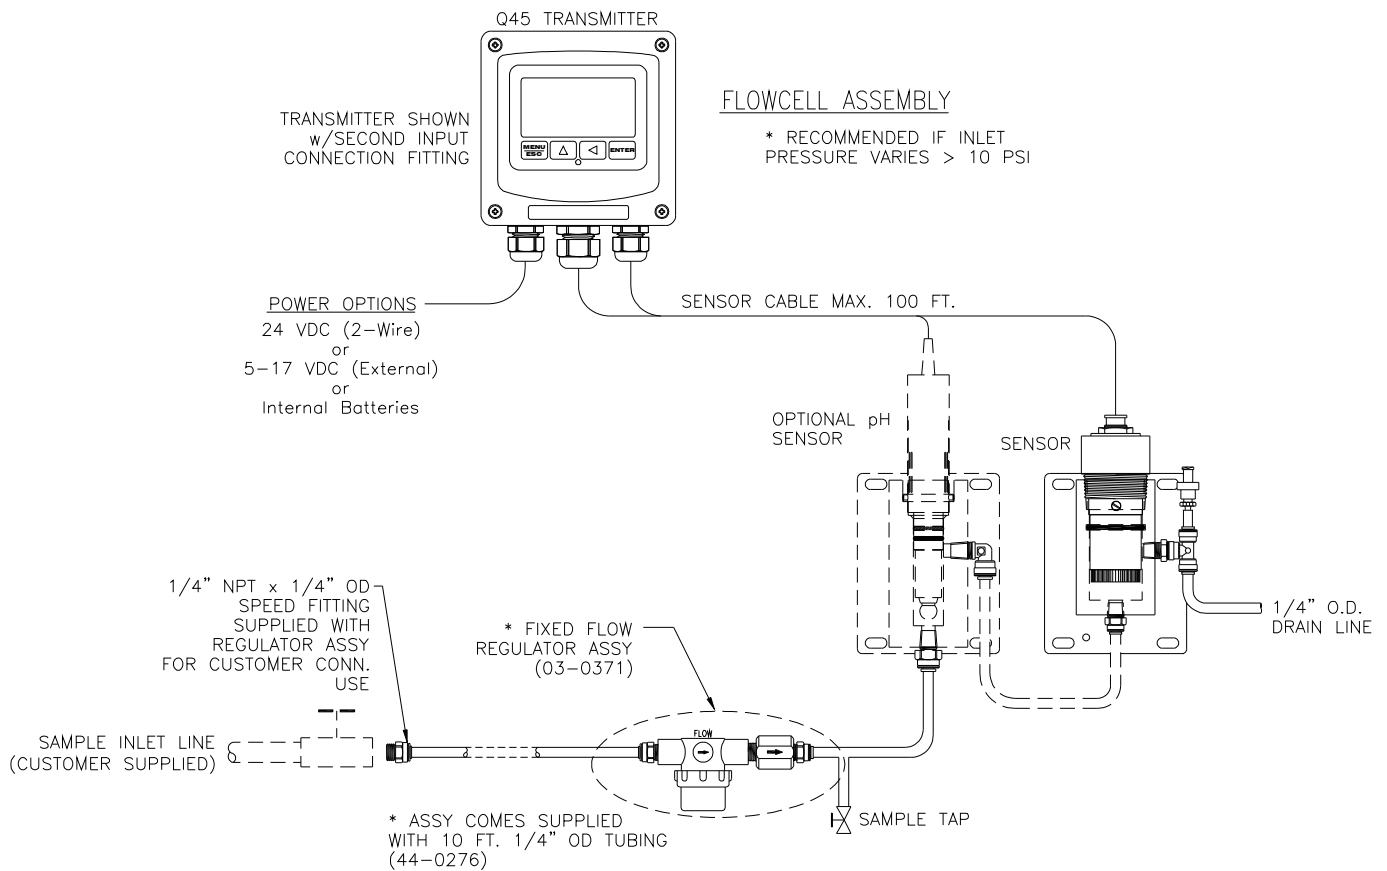 Q45 TRANSMITTER
TRANSMITTER SHOWN
w/SECOND INPUT
CONNECTION FITTING
MENU
ESC
ENTER
FLOWCELL ASSEMBLY
* RECOMMENDED IF INLET
PRESSURE VARIES > 10 PSI
POWER OPTIONS
24 VDC (2-Wire)
or
5-17 VDC (External)
or
Internal Batteries
SENSOR CABLE MAX. 100 FT.
OPTIONAL pH
SENSOR
SENSOR
1/4" NPT x 1/4" OD
SPEED FITTING
SUPPLIED WITH
REGULATOR ASSY
FOR CUSTOMER CONN.
USE
* FIXED FLOW
REGULATOR ASSY
(03-0371)
1/4" O.D.
DRAIN LINE
SAMPLE INLET LINE
(CUSTOMER SUPPLIED)
FLOW
* ASSY COMES SUPPLIED
WITH 10 FT. 1/4" OD TUBING
(44-0276)
SAMPLE TAP